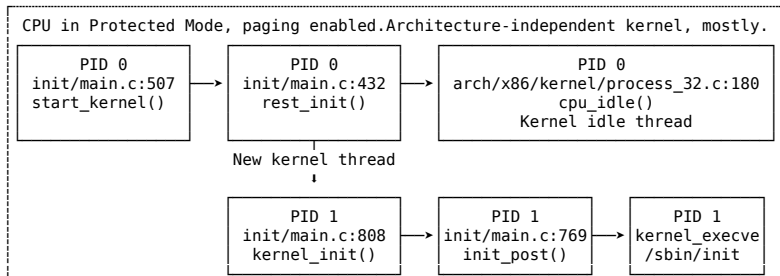 CPU in Protected Mode, paging enabled.Architecture-independent kernel, mostly.
PID 0
init/main.c:507
start_kernel()
PID 0
init/main.c:432
rest_init()
PID 0
arch/x86/kernel/process_32.c:180
cpu_idle()
Kernel idle thread
New kernel thread
PID 1
init/main.c:808
kernel_init()
PID 1
init/main.c:769
init_post()
PID 1
kernel_execve
/sbin/init